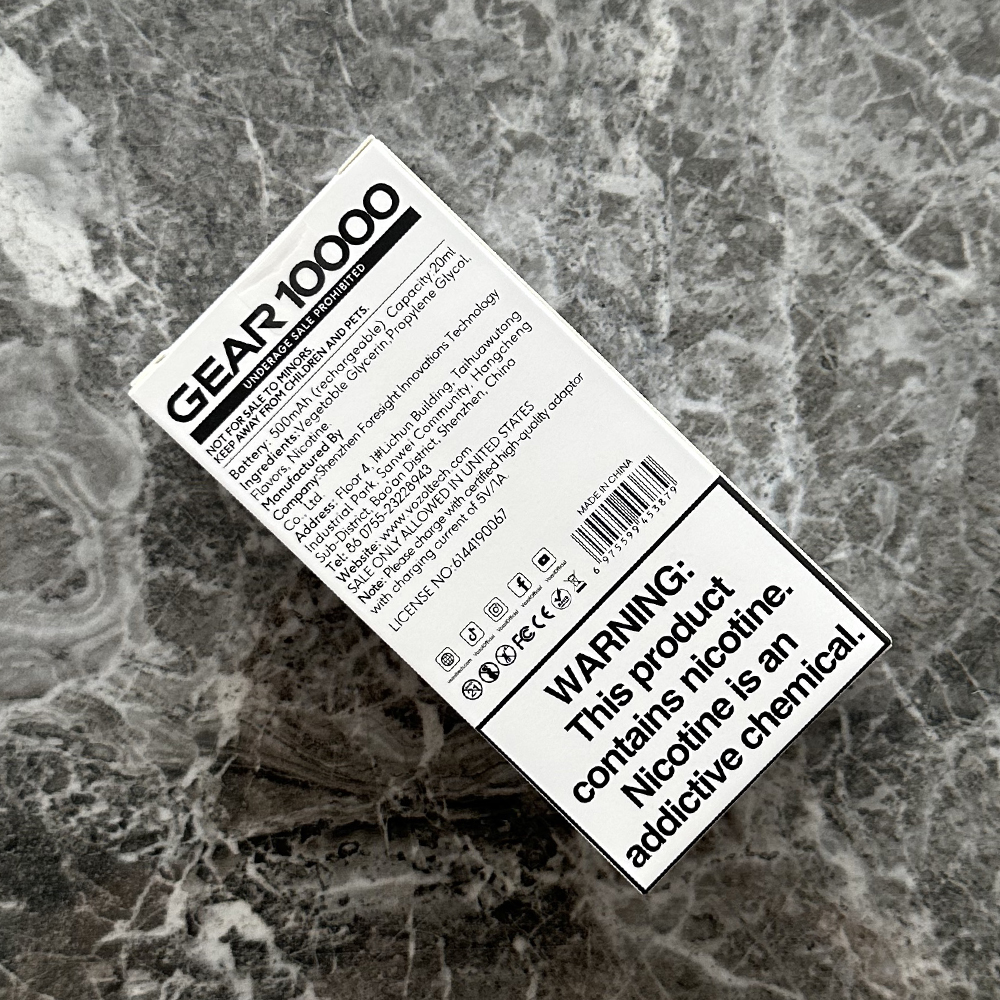 GEAR 10000
UNDERAGE SALE PROHIBITED
NOT FOR SALE TO MINORS.
KEEP AWAY FROM CHILDREN AND PETS.
Battery: 500mAh (rechargeable) Capacity:20ml
Ingredients:Vegetable Glycerin,Propylene Glycol,
Flavors, Nicotine.
Manufactured By
Company:Shenzhen Foresight Innovations Technology
Co., Ltd.
Address: Floor 4, 1#Lichun Building, Taihuawutong
Industrial Park, Sanwei Community, Hangcheng
Sub-District, Bao'an District, Shenzhen, China
Tel: 86 0755-23228943
Website: www.vozoltech.com
SALE ONLY ALLOWED IN UNITED STATES
Note: Please charge with certified high-quality adaptor
with charging current of 5V/1A.
LICENSE NO:6144190067
MADE IN CHINA
6 975599 453879
21
FC CE
WARNING:
This product
contains nicotine.
Nicotine is an
addictive chemical.